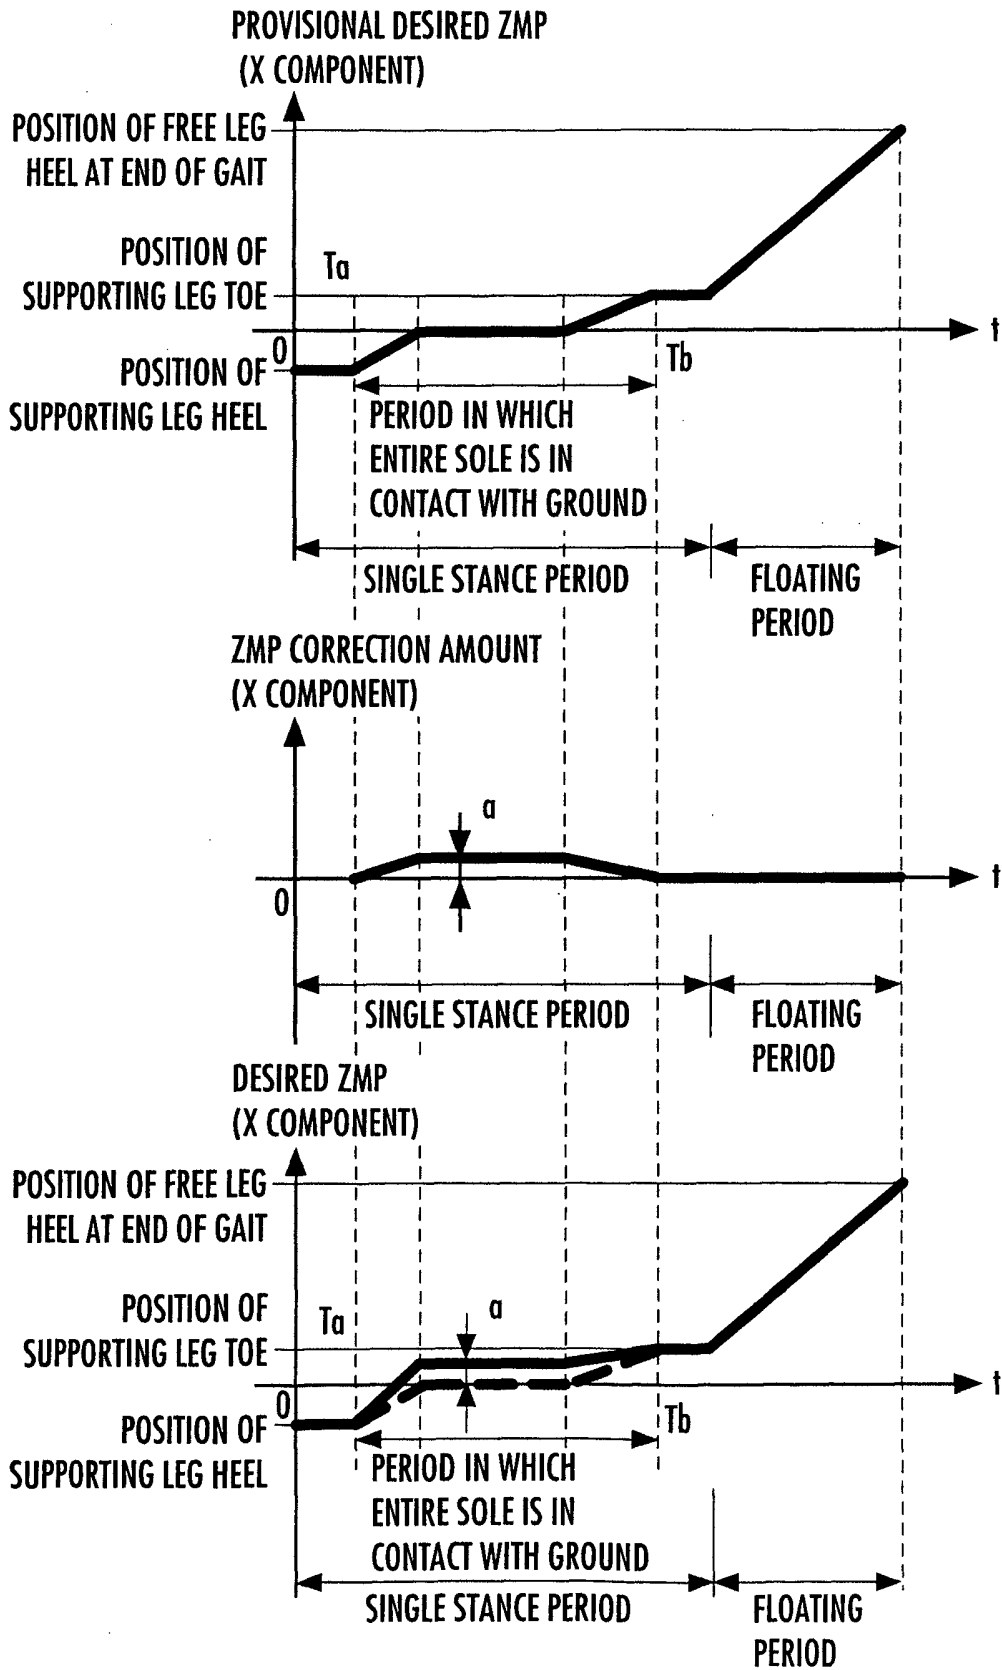 PROVISIONAL DESIRED ZMP
(X COMPONENT)
POSITION OF FREE LEG
HEEL AT END OF GAIT
POSITION OF
SUPPORTING LEG TOE
Ta
t
0
Tb
POSITION OF
SUPPORTING LEG HEEL
PERIOD IN WHICH
ENTIRE SOLE IS IN
CONTACT WITH GROUND
SINGLE STANCE PERIOD
FLOATING
PERIOD
ZMP CORRECTION AMOUNT
(X COMPONENT)
a
t
0
SINGLE STANCE PERIOD
FLOATING
PERIOD
DESIRED ZMP
(X COMPONENT)
POSITION OF FREE LEG
HEEL AT END OF GAIT
POSITION OF
SUPPORTING LEG TOE
Ta
a
t
0
Tb
POSITION OF
SUPPORTING LEG HEEL
PERIOD IN WHICH
ENTIRE SOLE IS IN
CONTACT WITH GROUND
SINGLE STANCE PERIOD
FLOATING
PERIOD